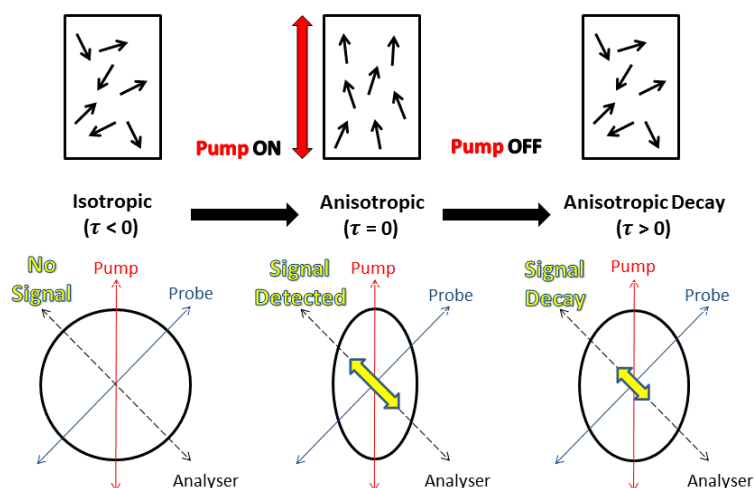 Pump ON
Pump OFF
Isotropic
(τ < 0)
Anisotropic
(τ = 0)
Anisotropic Decay
(τ > 0)
No
Signal
Pump
Probe
Analyser
Signal
Detected
Pump
Probe
Analyser
Signal
Decay
Pump
Probe
Analyser